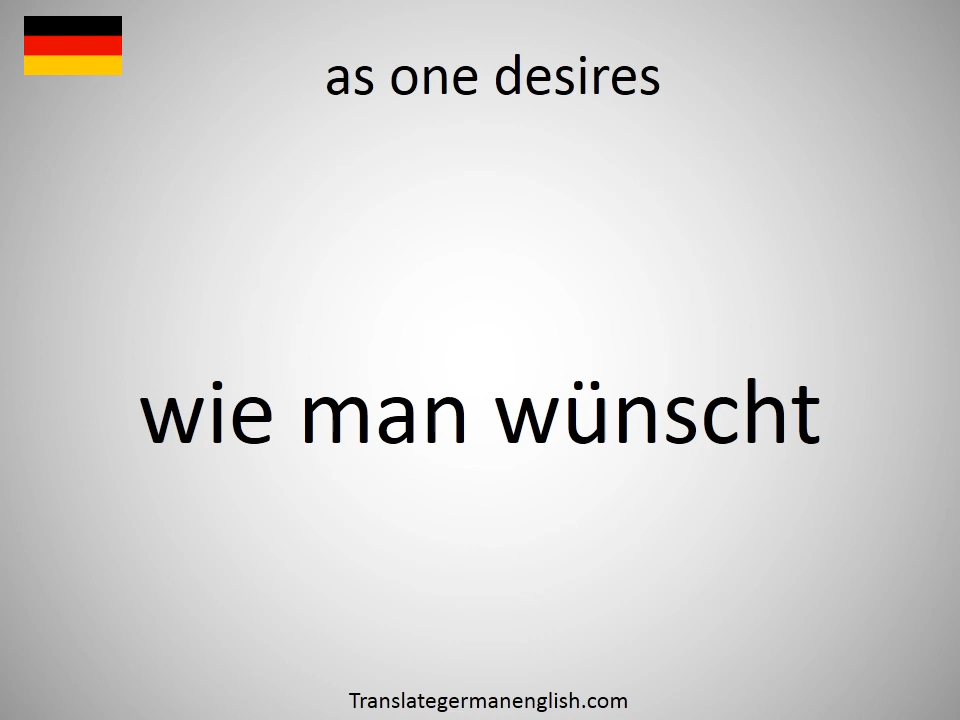 as one desires
wie man wünscht
Translategermanenglish.com